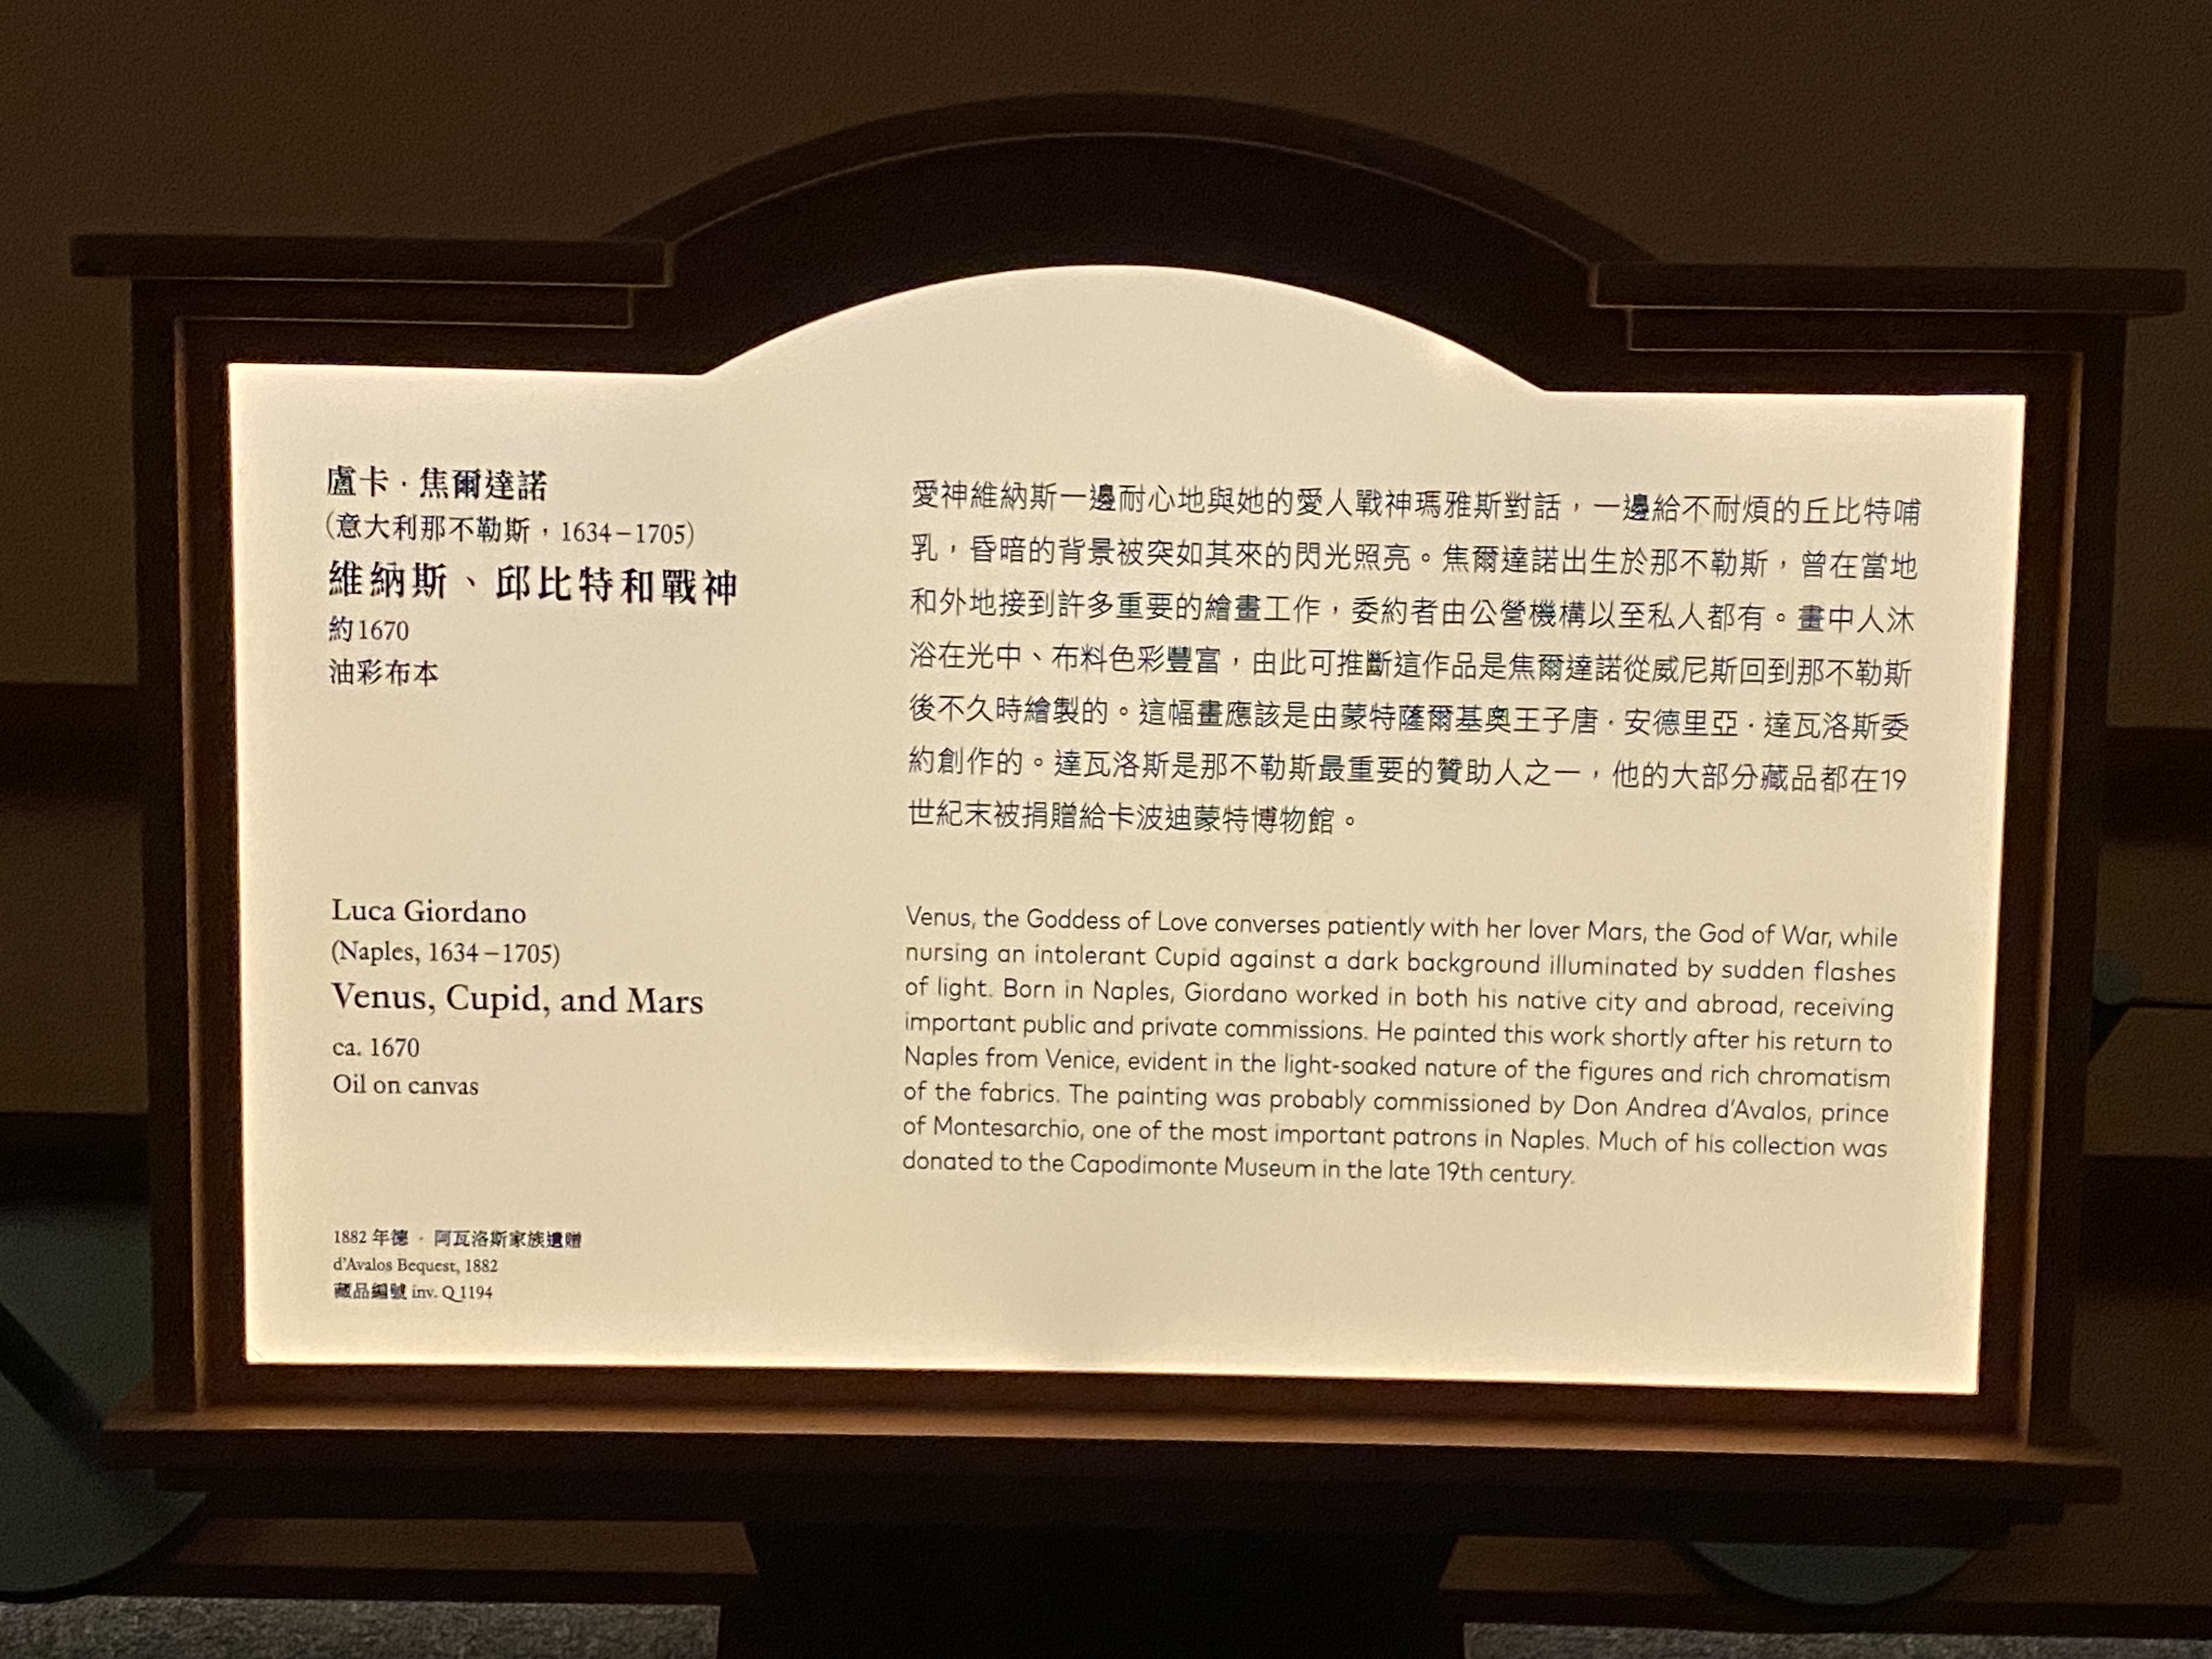 盧卡·焦爾達諾
(意大利那不勒斯，1634–1705)
維納斯、邱比特和戰神
約1670
油彩布本
愛神維納斯一邊耐心地與她的愛人戰神瑪雅斯對話，一邊給不耐煩的丘比特哺
乳，昏暗的背景被突如其來的閃光照亮。焦爾達諾出生於那不勒斯，曾在當地
和外地接到許多重要的繪畫工作，委約者由公營機構以至私人都有。畫中人沐
浴在光中、布料色彩豐富，由此可推斷這作品是焦爾達諾從威尼斯回到那不勒斯
後不久時繪製的。這幅畫應該是由蒙特薩爾基奧王子唐·安德里亞·達瓦洛斯委
約創作的。達瓦洛斯是那不勒斯最重要的贊助人之一，他的大部分藏品都在19
世紀末被捐贈給卡波迪蒙特博物館。
Luca Giordano
(Naples, 1634–1705)
Venus, Cupid, and Mars
ca. 1670
Oil on canvas
Venus, the Goddess of Love converses patiently with her lover Mars, the God of War, while
nursing an intolerant Cupid against a dark background illuminated by sudden flashes
of light. Born in Naples, Giordano worked in both his native city and abroad, receiving
important public and private commissions. He painted this work shortly after his return to
Naples from Venice, evident in the light-soaked nature of the figures and rich chromatism
of the fabrics. The painting was probably commissioned by Don Andrea d'Avalos, prince
of Montesarchio, one of the most important patrons in Naples. Much of his collection was
donated to the Capodimonte Museum in the late 19th century.
1882 年德·阿瓦洛斯家族遺贈
d'Avalos Bequest, 1882
藏品編號 inv. Q 1194